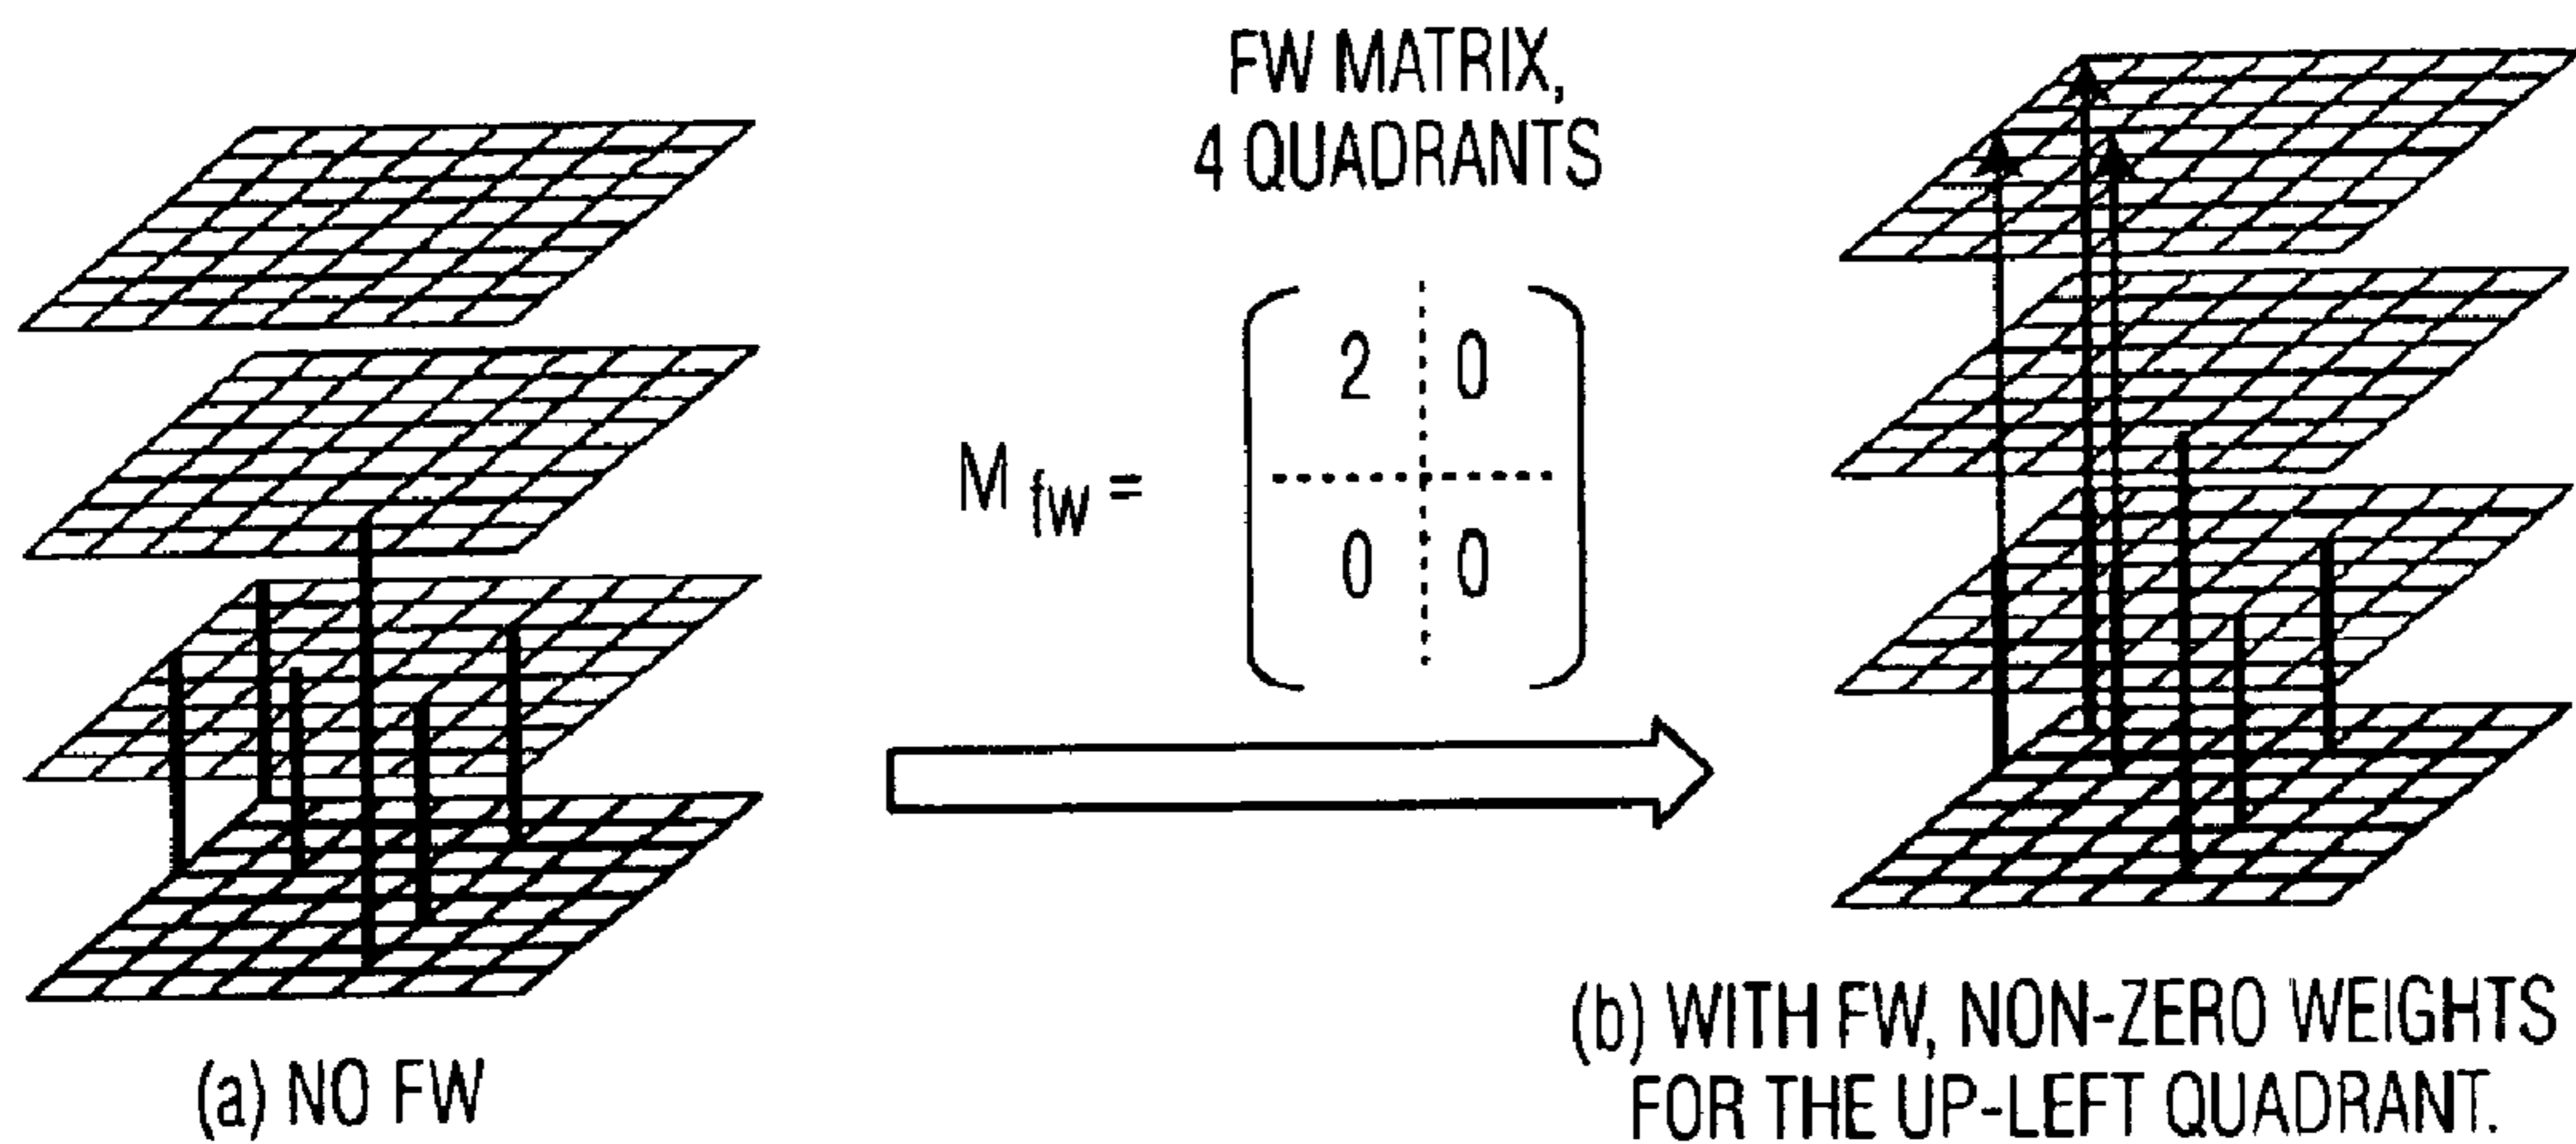 FW MATRIX,
4 QUADRANTS
M fw =
2 0
0 0
(a) NO FW
(b) WITH FW, NON-ZERO WEIGHTS
FOR THE UP-LEFT QUADRANT.